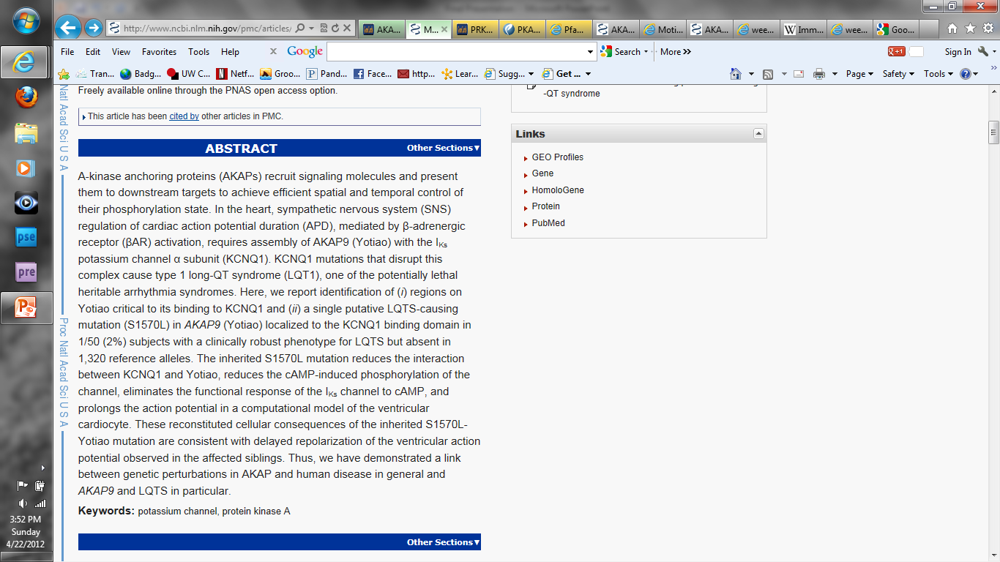 http://www.ncbi.nlm.nih.gov/pmc/articles/
AKA...
M...
PRK...
PKA...
Pfa...
AKA...
Moti...
AKA...
wee...
Imm...
wee...
Goo...
File Edit View Favorites Tools Help
Google
Search
More
+1
Sign In
Tran...
Badg...
UW C...
Netf...
Groo...
Pand...
Face...
http...
Lear...
Sugg...
Get ...
Page
Safety
Tools
Natl Acad Sci U S A
Proc Natl Acad Sci U S A
Freely available online through the PNAS open access option.
This article has been cited by other articles in PMC.
ABSTRACT
Other Sections▼
A-kinase anchoring proteins (AKAPs) recruit signaling molecules and present
them to downstream targets to achieve efficient spatial and temporal control of
their phosphorylation state. In the heart, sympathetic nervous system (SNS)
regulation of cardiac action potential duration (APD), mediated by β-adrenergic
receptor (βAR) activation, requires assembly of AKAP9 (Yotiao) with the IKs
potassium channel α subunit (KCNQ1). KCNQ1 mutations that disrupt this
complex cause type 1 long-QT syndrome (LQT1), one of the potentially lethal
heritable arrhythmia syndromes. Here, we report identification of (i) regions on
Yotiao critical to its binding to KCNQ1 and (ii) a single putative LQTS-causing
mutation (S1570L) in AKAP9 (Yotiao) localized to the KCNQ1 binding domain in
1/50 (2%) subjects with a clinically robust phenotype for LQTS but absent in
1,320 reference alleles. The inherited S1570L mutation reduces the interaction
between KCNQ1 and Yotiao, reduces the cAMP-induced phosphorylation of the
channel, eliminates the functional response of the IKs channel to cAMP, and
prolongs the action potential in a computational model of the ventricular
cardiocyte. These reconstituted cellular consequences of the inherited S1570L-
Yotiao mutation are consistent with delayed repolarization of the ventricular action
potential observed in the affected siblings. Thus, we have demonstrated a link
between genetic perturbations in AKAP and human disease in general and
AKAP9 and LQTS in particular.
Keywords: potassium channel, protein kinase A
Other Sections▼
-QT syndrome
Links
GEO Profiles
Gene
HomoloGene
Protein
PubMed
pse
pre
3:52 PM
Sunday
4/22/2012